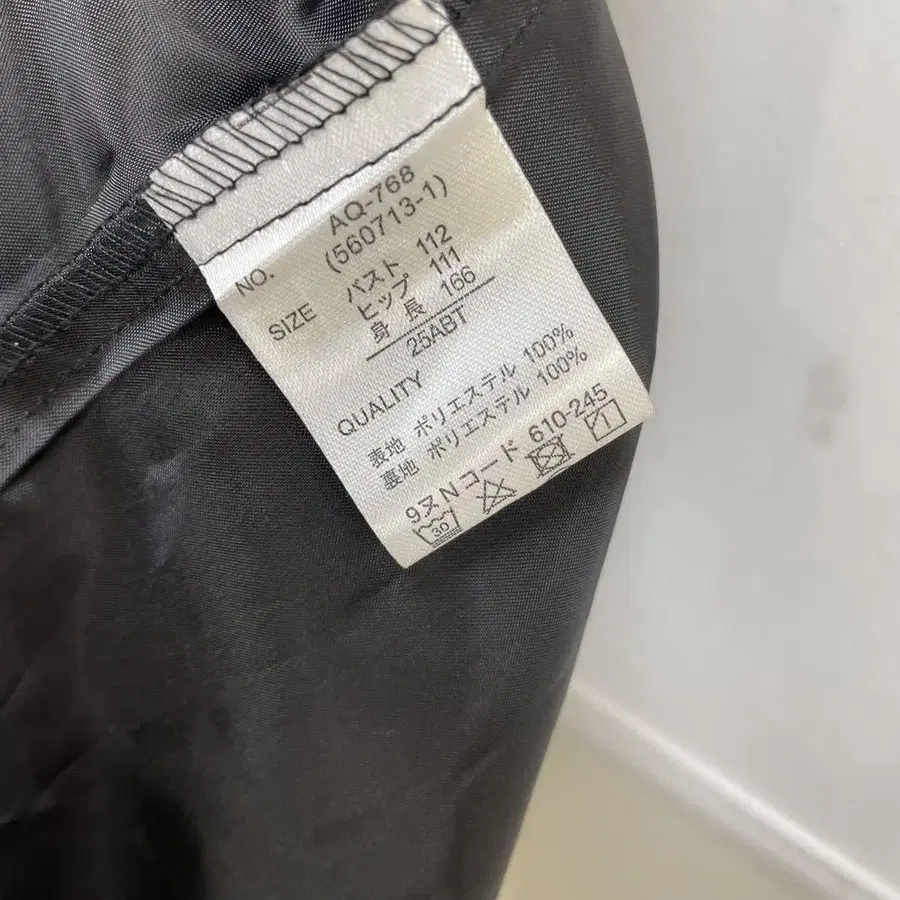 NO. AQ-768
(560713-1)
SIZE バスト 112
ヒップ 111
身長 166
25ABT
QUALITY
表地 ポリエステル 100%
裏地 ポリエステル 100%
9ヌNコード 610-245
30 1